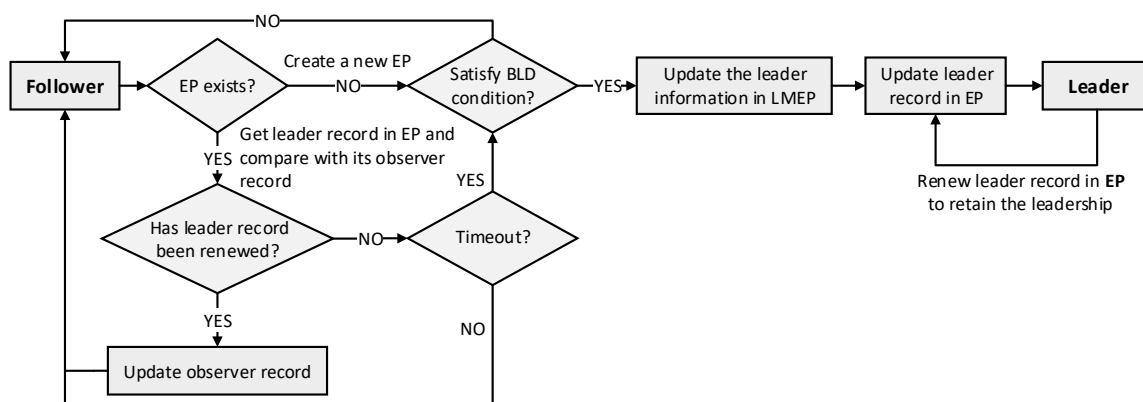 NO
Follower
EP exists?
Create a new EP
NO
Satisfy BLD
condition?
YES
Update the leader
information in LMEP
Update leader
record in EP
Leader
YES
Get leader record in EP and
compare with its observer
record
YES
Renew leader record in EP
to retain the leadership
Has leader record
been renewed?
NO
Timeout?
YES
NO
Update observer record